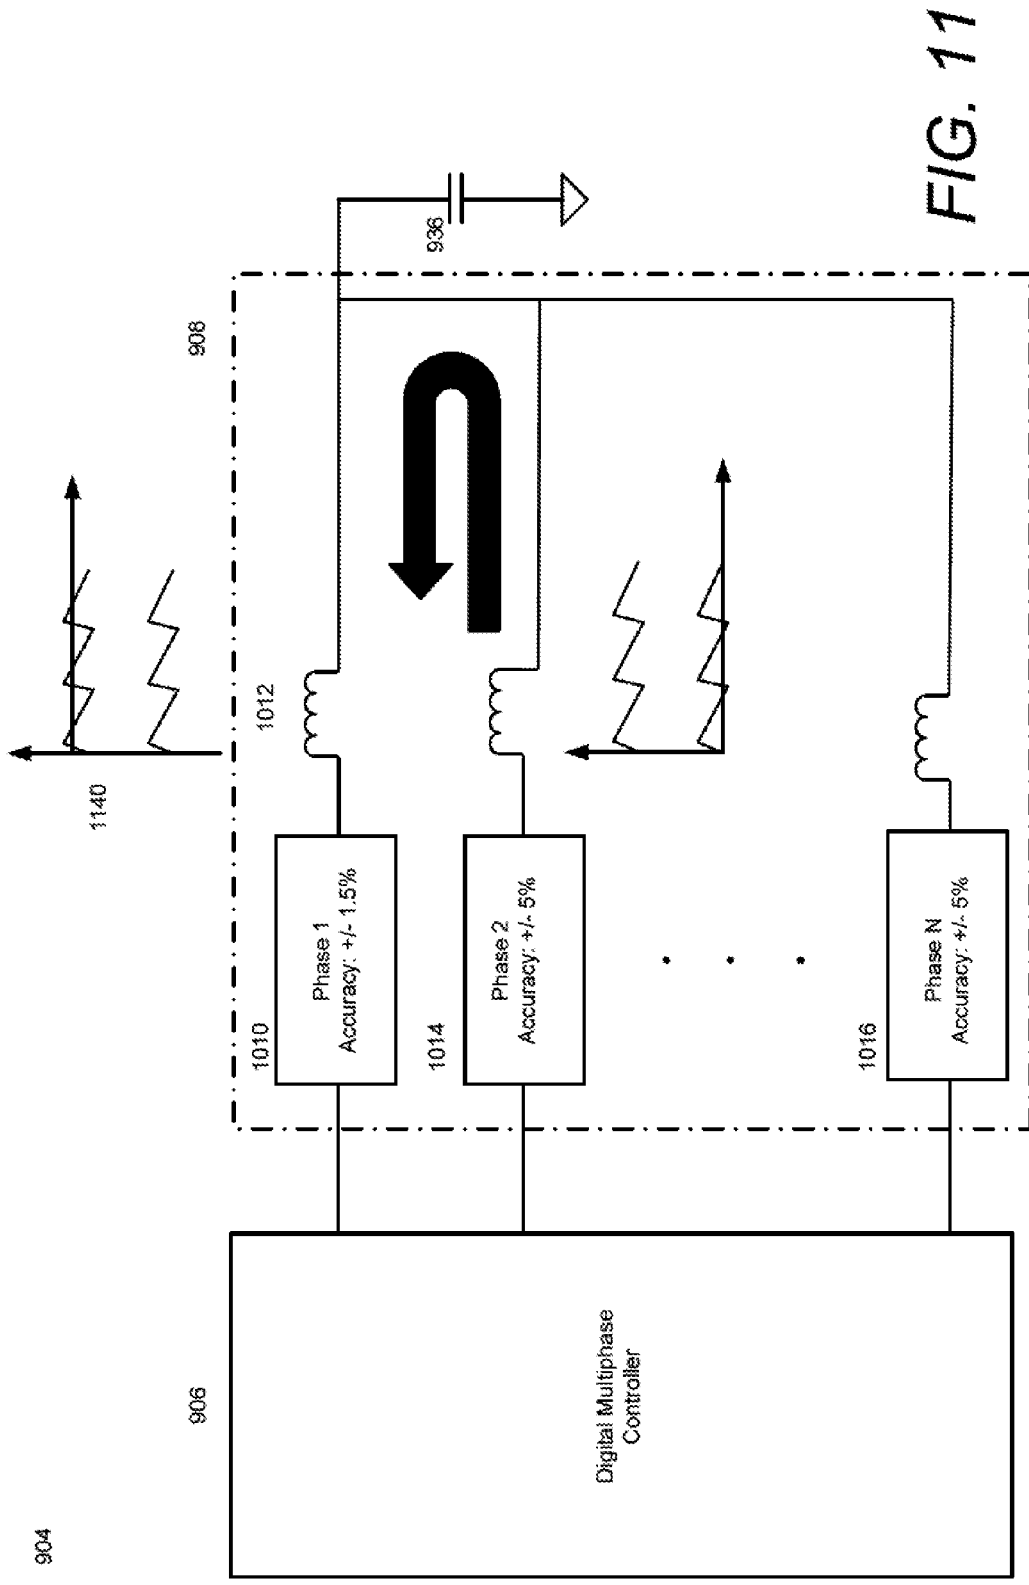 904
906
Digital Multiphase
Controller
908
1140
1010
Phase 1
Accuracy: +/- 1.5%
1012
1014
Phase 2
Accuracy: +/- 5%
1016
Phase N
Accuracy: +/- 5%
936
FIG. 11